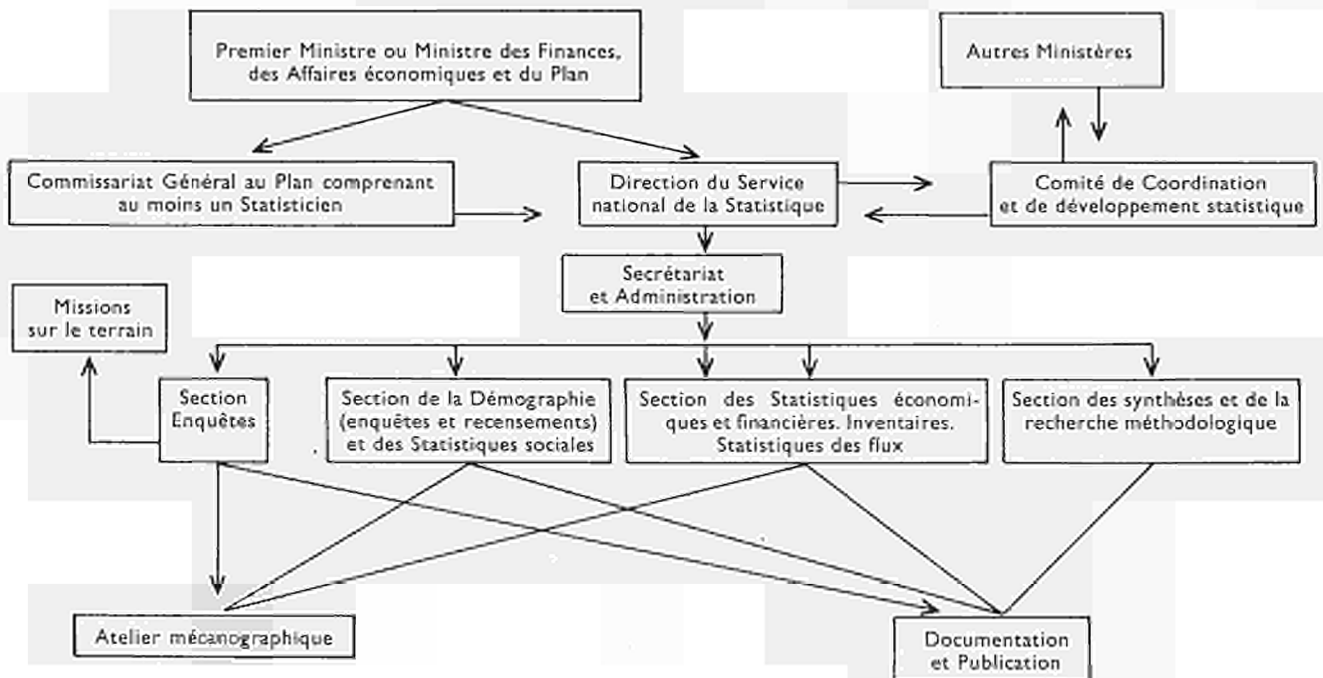 Premier Ministre ou Ministre des Finances,
des Affaires économiques et du Plan
Autres Ministères
Commissariat Général au Plan comprenant
au moins un Statisticien
Direction du Service
national de la Statistique
Comité de Coordination
et de développement statistique
Secrétariat
et Administration
Missions
sur le terrain
Section
Enquêtes
Section de la Démographie
(enquêtes et recensements)
et des Statistiques sociales
Section des Statistiques économi-
ques et financières. Inventaires.
Statistiques des flux
Section des synthèses et de la
recherche méthodologique
Atelier mécanographique
Documentation
et Publication